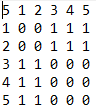 5 1 2 3 4 5
1 0 0 1 1 1
2 0 0 1 1 1
3 1 1 0 0 0
4 1 1 0 0 0
5 1 1 0 0 0